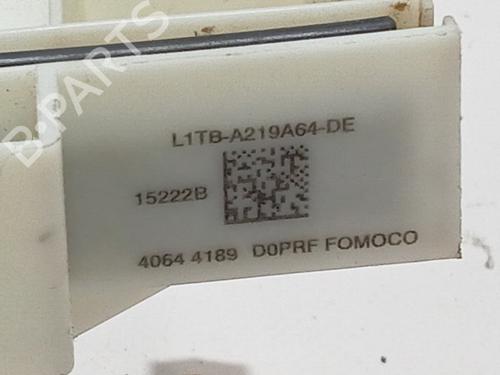 B-PARTS
L1TB-A219A64-DE
15222B
4064 4189 D0PRF FOMOCO